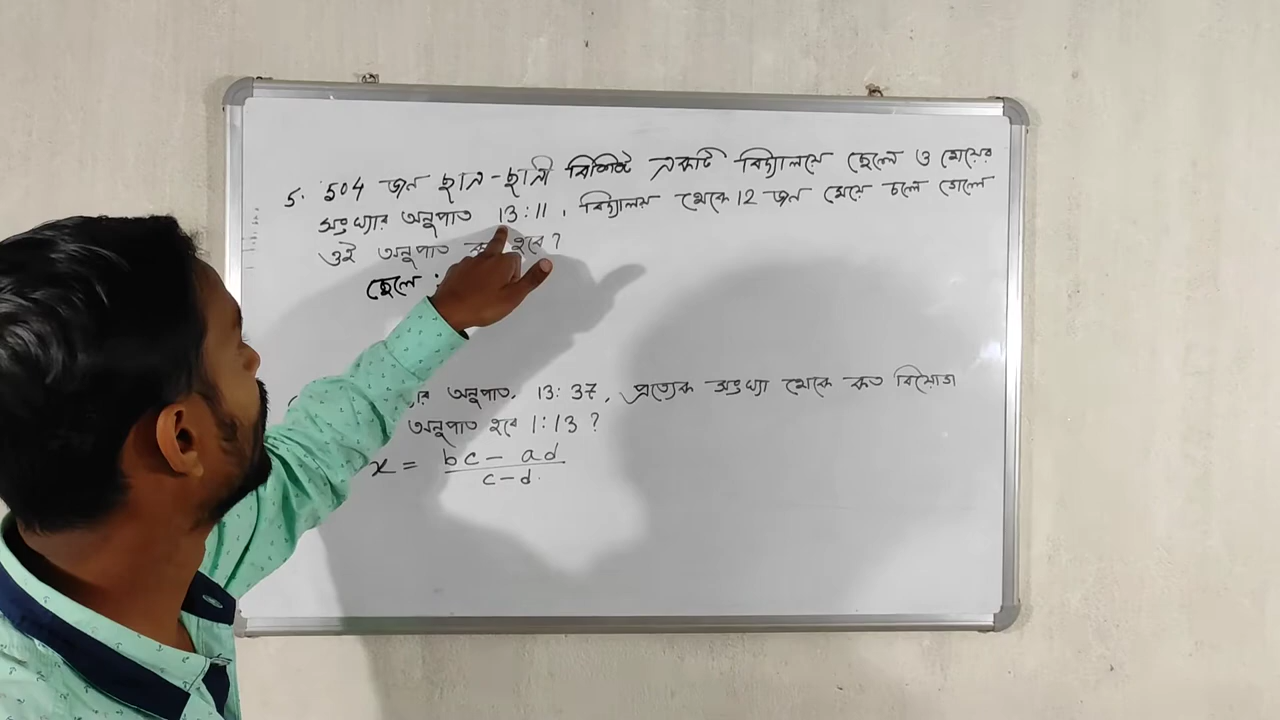 5. 504 জন ছাত্র-ছাত্রী বিশিষ্ট একটি বিদ্যালয়ে ছেলে ও মেয়ের
সংখ্যার অনুপাত 13:11, বিদ্যালয় থেকে 12 জন মেয়ে চলে গেলে
ওই অনুপাত হবে?
ছেলে :
অনুপাত, 13: 37, প্রত্যেক সংখ্যা থেকে কত বিয়োগ
অনুপাত হবে 1:13 ?
x = bc - ad
c-d